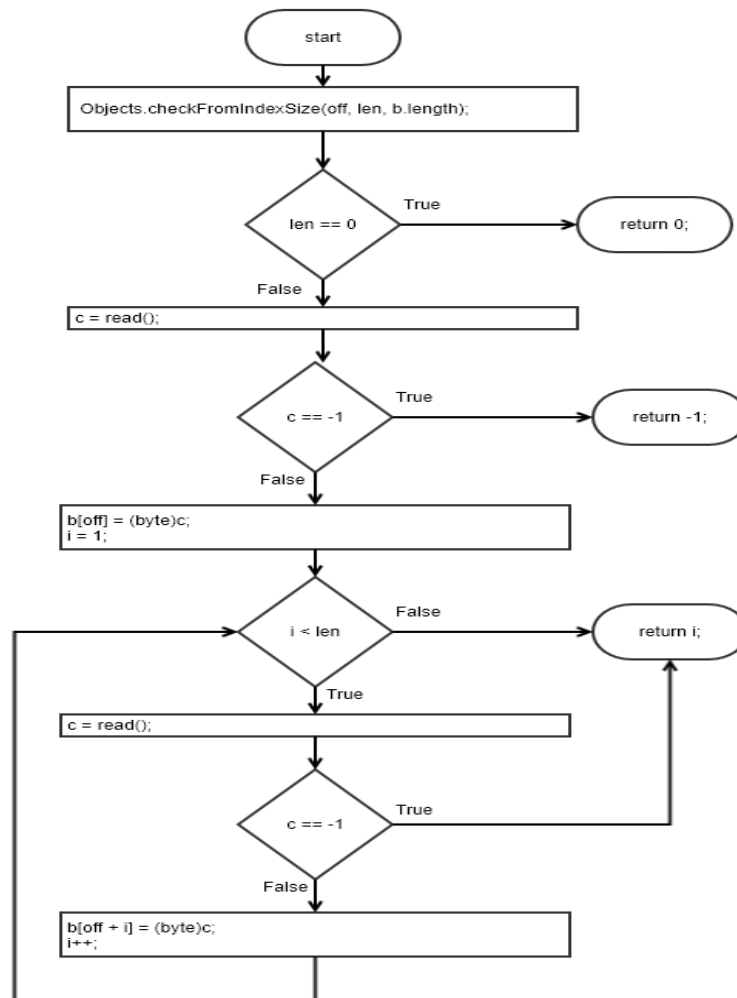 start
Objects.checkFromIndexSize(off, len, b.length);
len == 0
True
return 0;
False
c = read();
c == -1
True
return -1;
False
b[off] = (byte)c;
i = 1;
i < len
False
return i;
True
c = read();
c == -1
True
False
b[off + i] = (byte)c;
i++;